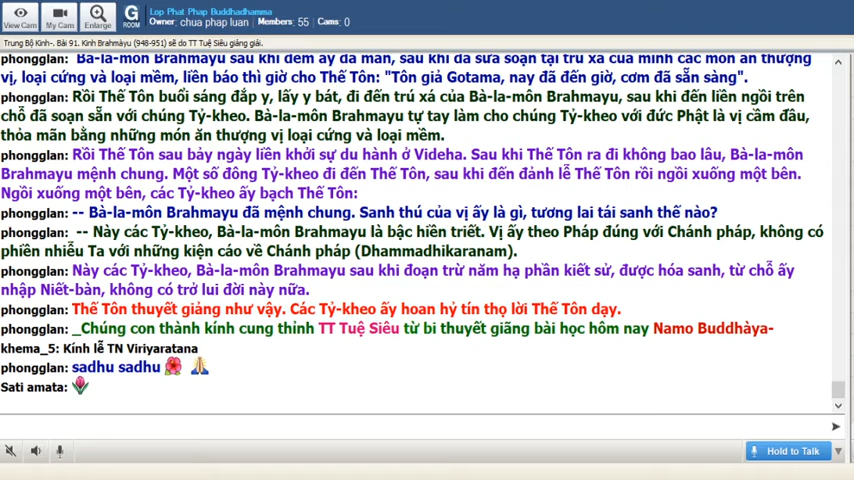 View Cam
My Cam
Enlarge
G
ROOM
Lop Phat Phap Buddhadhamma
Owner: chua phap luan Members: 55 Cams: 0
Trung Bộ Kinh-. Bài 91. Kinh Brahmàyu (948-951) sẽ do TT Tuệ Siêu giảng giải.
phongglan: Bà-la-môn Brahmayu sau khi đêm ấy đã mãn, sau khi đã sửa soạn tại trú xá của mình các món ăn thượng
vị, loại cứng và loại mềm, liền báo thì giờ cho Thế Tôn: "Tôn giả Gotama, nay đã đến giờ, cơm đã sẵn sàng".
phongglan: Rồi Thế Tôn buổi sáng đắp y, lấy y bát, đi đến trú xá của Bà-la-môn Brahmayu, sau khi đến liền ngồi trên
chỗ đã soạn sẵn với chúng Tỷ-kheo. Bà-la-môn Brahmayu tự tay làm cho chúng Tỷ-kheo với đức Phật là vị cầm đâu,
thỏa mãn bằng những món ăn thượng vị loại cứng và loại mềm.
phongglan: Rồi Thế Tôn sau bảy ngày liền khởi sự du hành ở Videha. Sau khi Thế Tôn ra đi không bao lâu, Bà-la-môn
Brahmayu mệnh chung. Một số đông Tỷ-kheo đi đến Thế Tôn, sau khi đến đảnh lễ Thế Tôn rồi ngồi xuống một bên.
Ngồi xuống một bên, các Tỷ-kheo ấy bạch Thế Tôn:
phongglan: -- Bà-la-môn Brahmayu đã mệnh chung. Sanh thú của vị ấy là gì, tương lai tái sanh thế nào?
phongglan: -- Này các Tỷ-kheo, Bà-la-môn Brahmayu là bậc hiền triết. Vị ấy theo Pháp đúng với Chánh pháp, không có
phiền nhiễu Ta với những kiện cáo về Chánh pháp (Dhammadhikaranam).
phongglan: Này các Tỷ-kheo, Bà-la-môn Brahmayu sau khi đoạn trừ năm hạ phần kiết sử, được hóa sanh, từ chỗ ấy
nhập Niết-bàn, không có trở lui đời này nữa.
phongglan: Thế Tôn thuyết giảng như vậy. Các Tỷ-kheo ấy hoan hỷ tín thọ lời Thế Tôn dạy.
phongglan: _Chúng con thành kính cung thỉnh TT Tuệ Siêu từ bi thuyết giãng bài học hôm nay Namo Buddhàya-
khema_5: Kính lễ TN Viriyaratana
phongglan: sadhu sadhu
Sati amata:
Hold to Talk